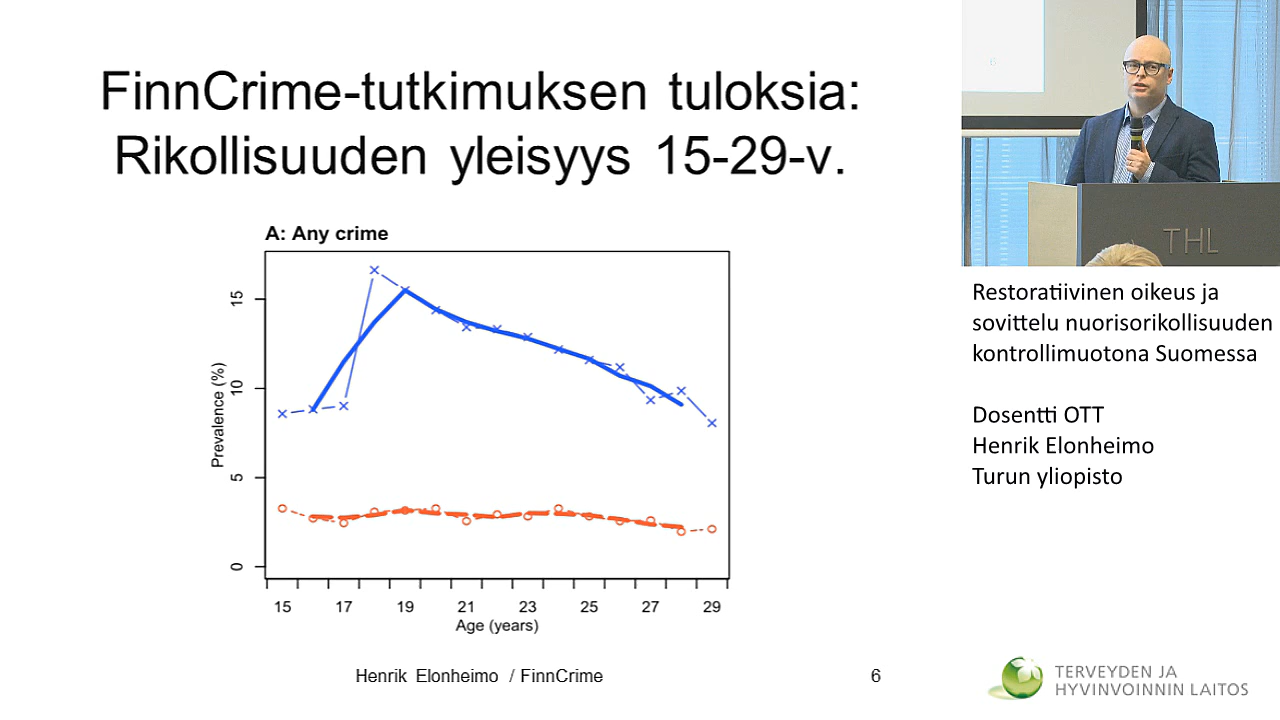 FinnCrime-tutkimuksen tuloksia:
Rikollisuuden yleisyys 15-29-v.
A: Any crime
Prevalence (%)
15
10
5
0
15 17 19 21 23 25 27 29
Age (years)
Henrik Elonheimo / FinnCrime
6
THL
Restoratiivinen oikeus ja
sovittelu nuorisorikollisuuden
kontrollimuotona Suomessa
Dosentti OTT
Henrik Elonheimo
Turun yliopisto
TERVEYDEN JA
HYVINVOINNIN LAITOS